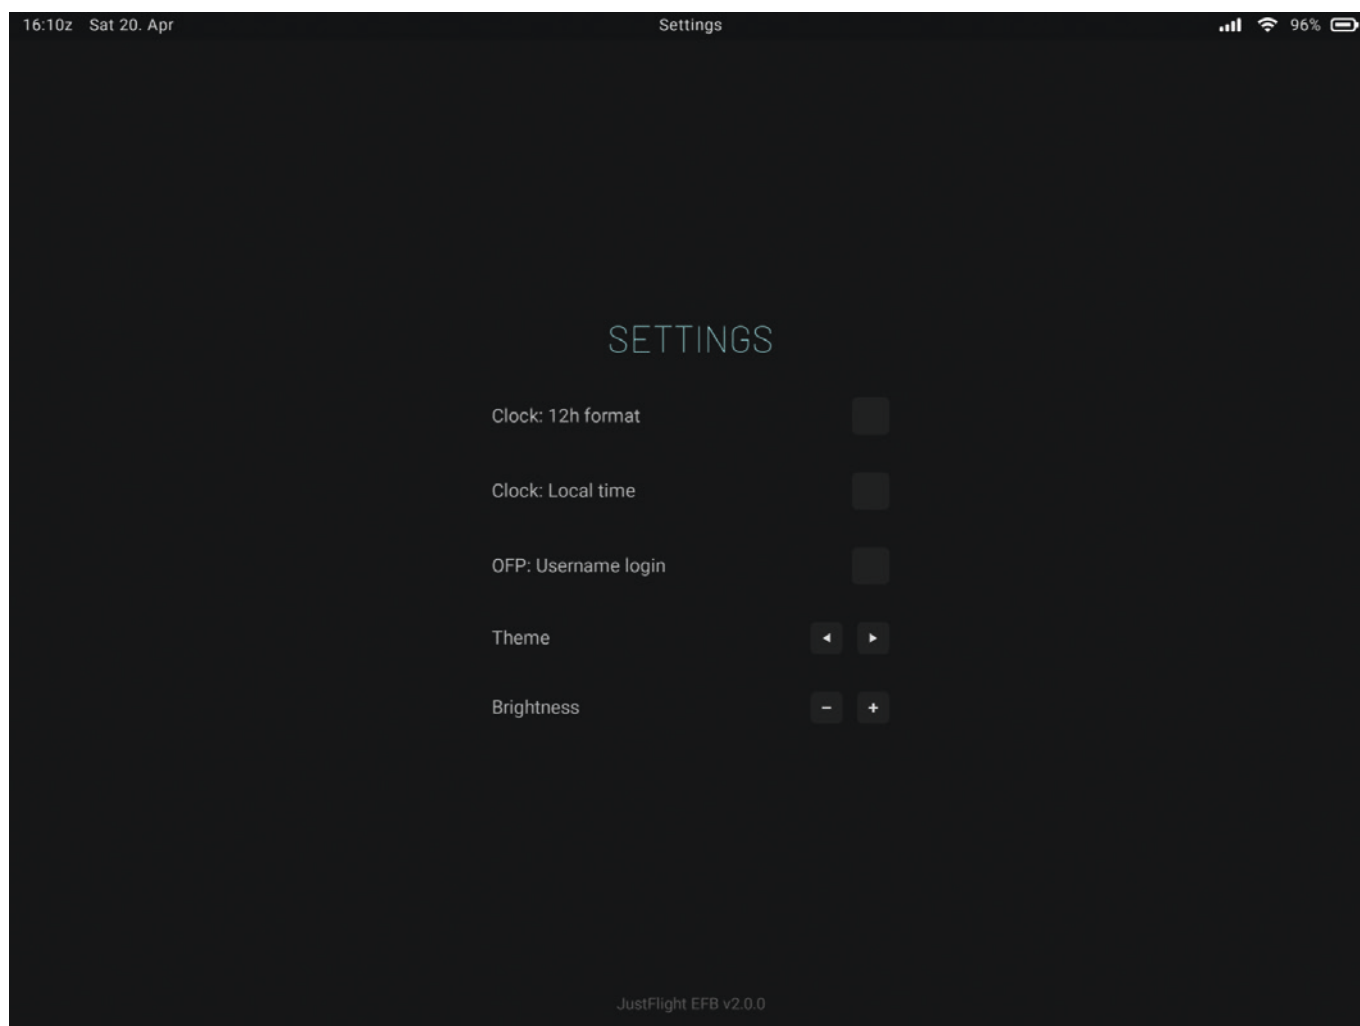 16:10z Sat 20. Apr Settings 96%
SETTINGS
Clock: 12h format
Clock: Local time
OFP: Username login
Theme
Brightness
JustFlight EFB v2.0.0